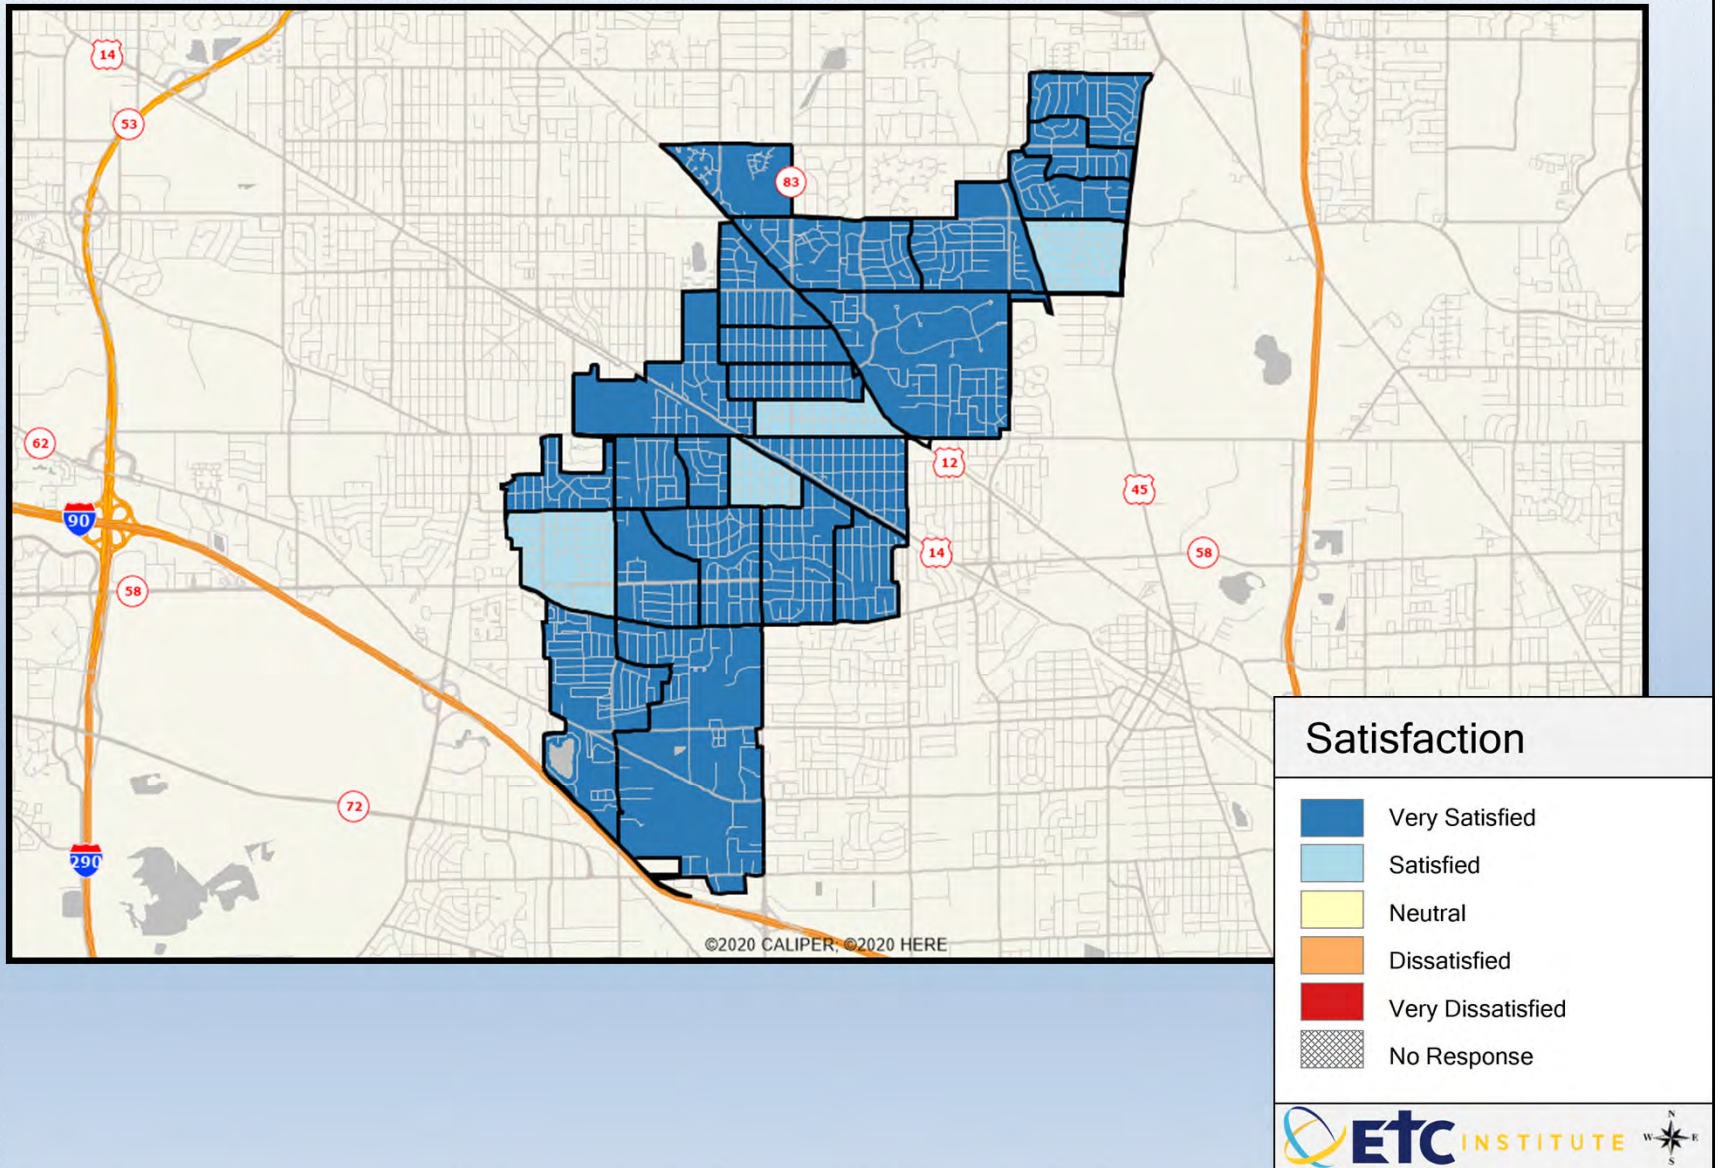 14
53
83
62
12
45
90
14
58
58
72
290
©2020 CALIPER; ©2020 HERE
Satisfaction
Very Satisfied
Satisfied
Neutral
Dissatisfied
Very Dissatisfied
No Response
ETC INSTITUTE
N
W E
S